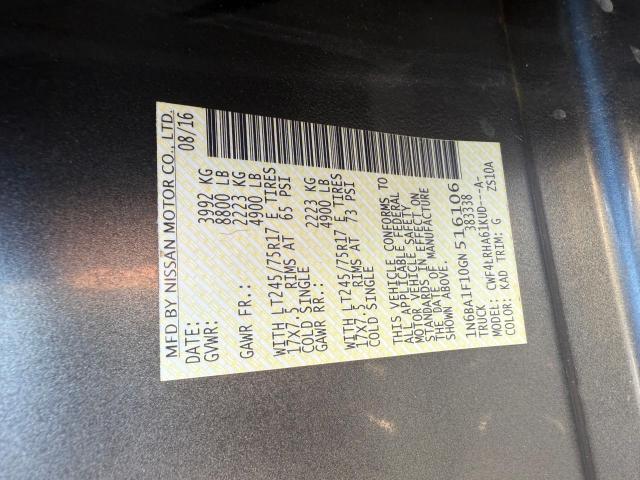 MFD BY NISSAN MOTOR CO., LTD.
DATE: 08/16
GVWR: 3992 KG
8800 LB
GAWR FR.: 2223 KG
4900 LB
WITH LT245/75R17 E TIRES
17X7.5 RIMS AT 65 PSI
COLD SINGLE
GAWR RR.: 2223 KG
4900 LB
WITH LT245/75R17 E TIRES
17X7.5 RIMS AT 73 PSI
COLD SINGLE
THIS VEHICLE CONFORMS TO
ALL APPLICABLE FEDERAL
MOTOR VEHICLE SAFETY
STANDARDS IN EFFECT ON
THE DATE OF MANUFACTURE
SHOWN ABOVE.
1N6BA1F10GN516106
TRUCK 383338
MODEL: CWF4LRHA61KUD---A-
COLOR: KAD TRIM: G ZS10A